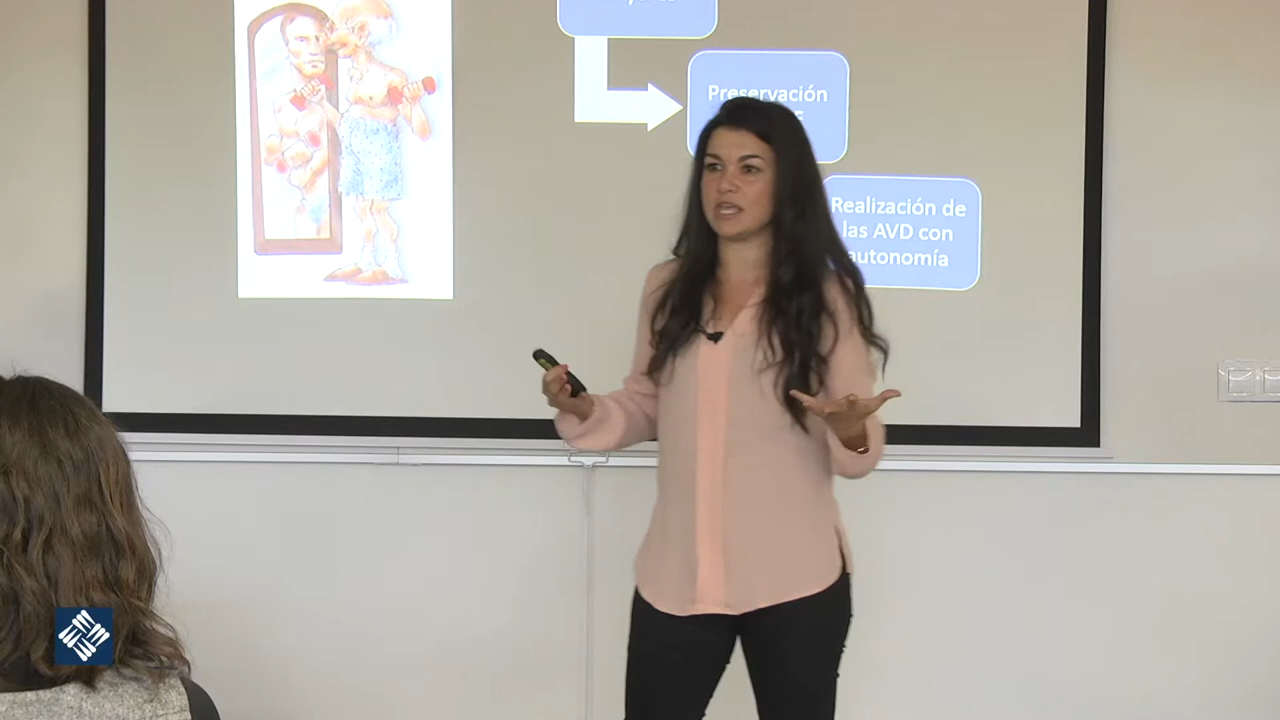 Preservación
Realización de
las AVD con
autonomía